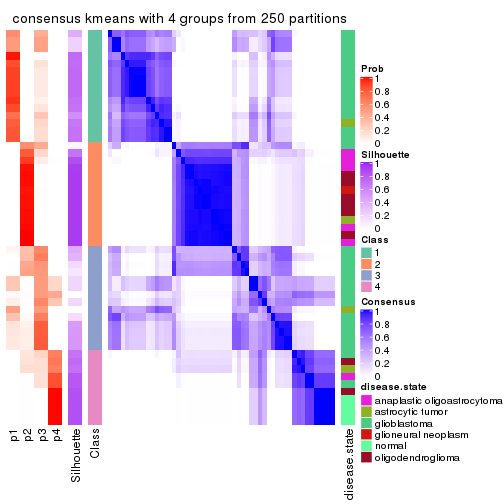 consensus kmeans with 4 groups from 250 partitions
Prob
1
0.8
0.6
0.4
0.2
0
Silhouette
1
0.8
0.6
0.4
0.2
0
Class
1
2
3
4
Consensus
1
0.8
0.6
0.4
0.2
0
disease.state
anaplastic oligoastrocytoma
astrocytic tumor
glioblastoma
glioneural neoplasm
normal
oligodendroglioma
p1
p2
p3
p4
Silhouette
Class
disease.state